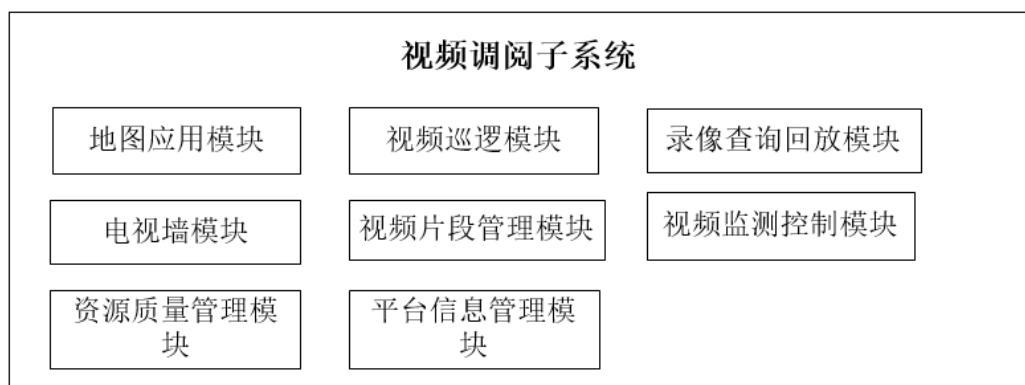 视频调阅子系统
地图应用模块
视频巡逻模块
录像查询回放模块
电视墙模块
视频片段管理模块
视频监测控制模块
资源质量管理模
块
平台信息管理模
块